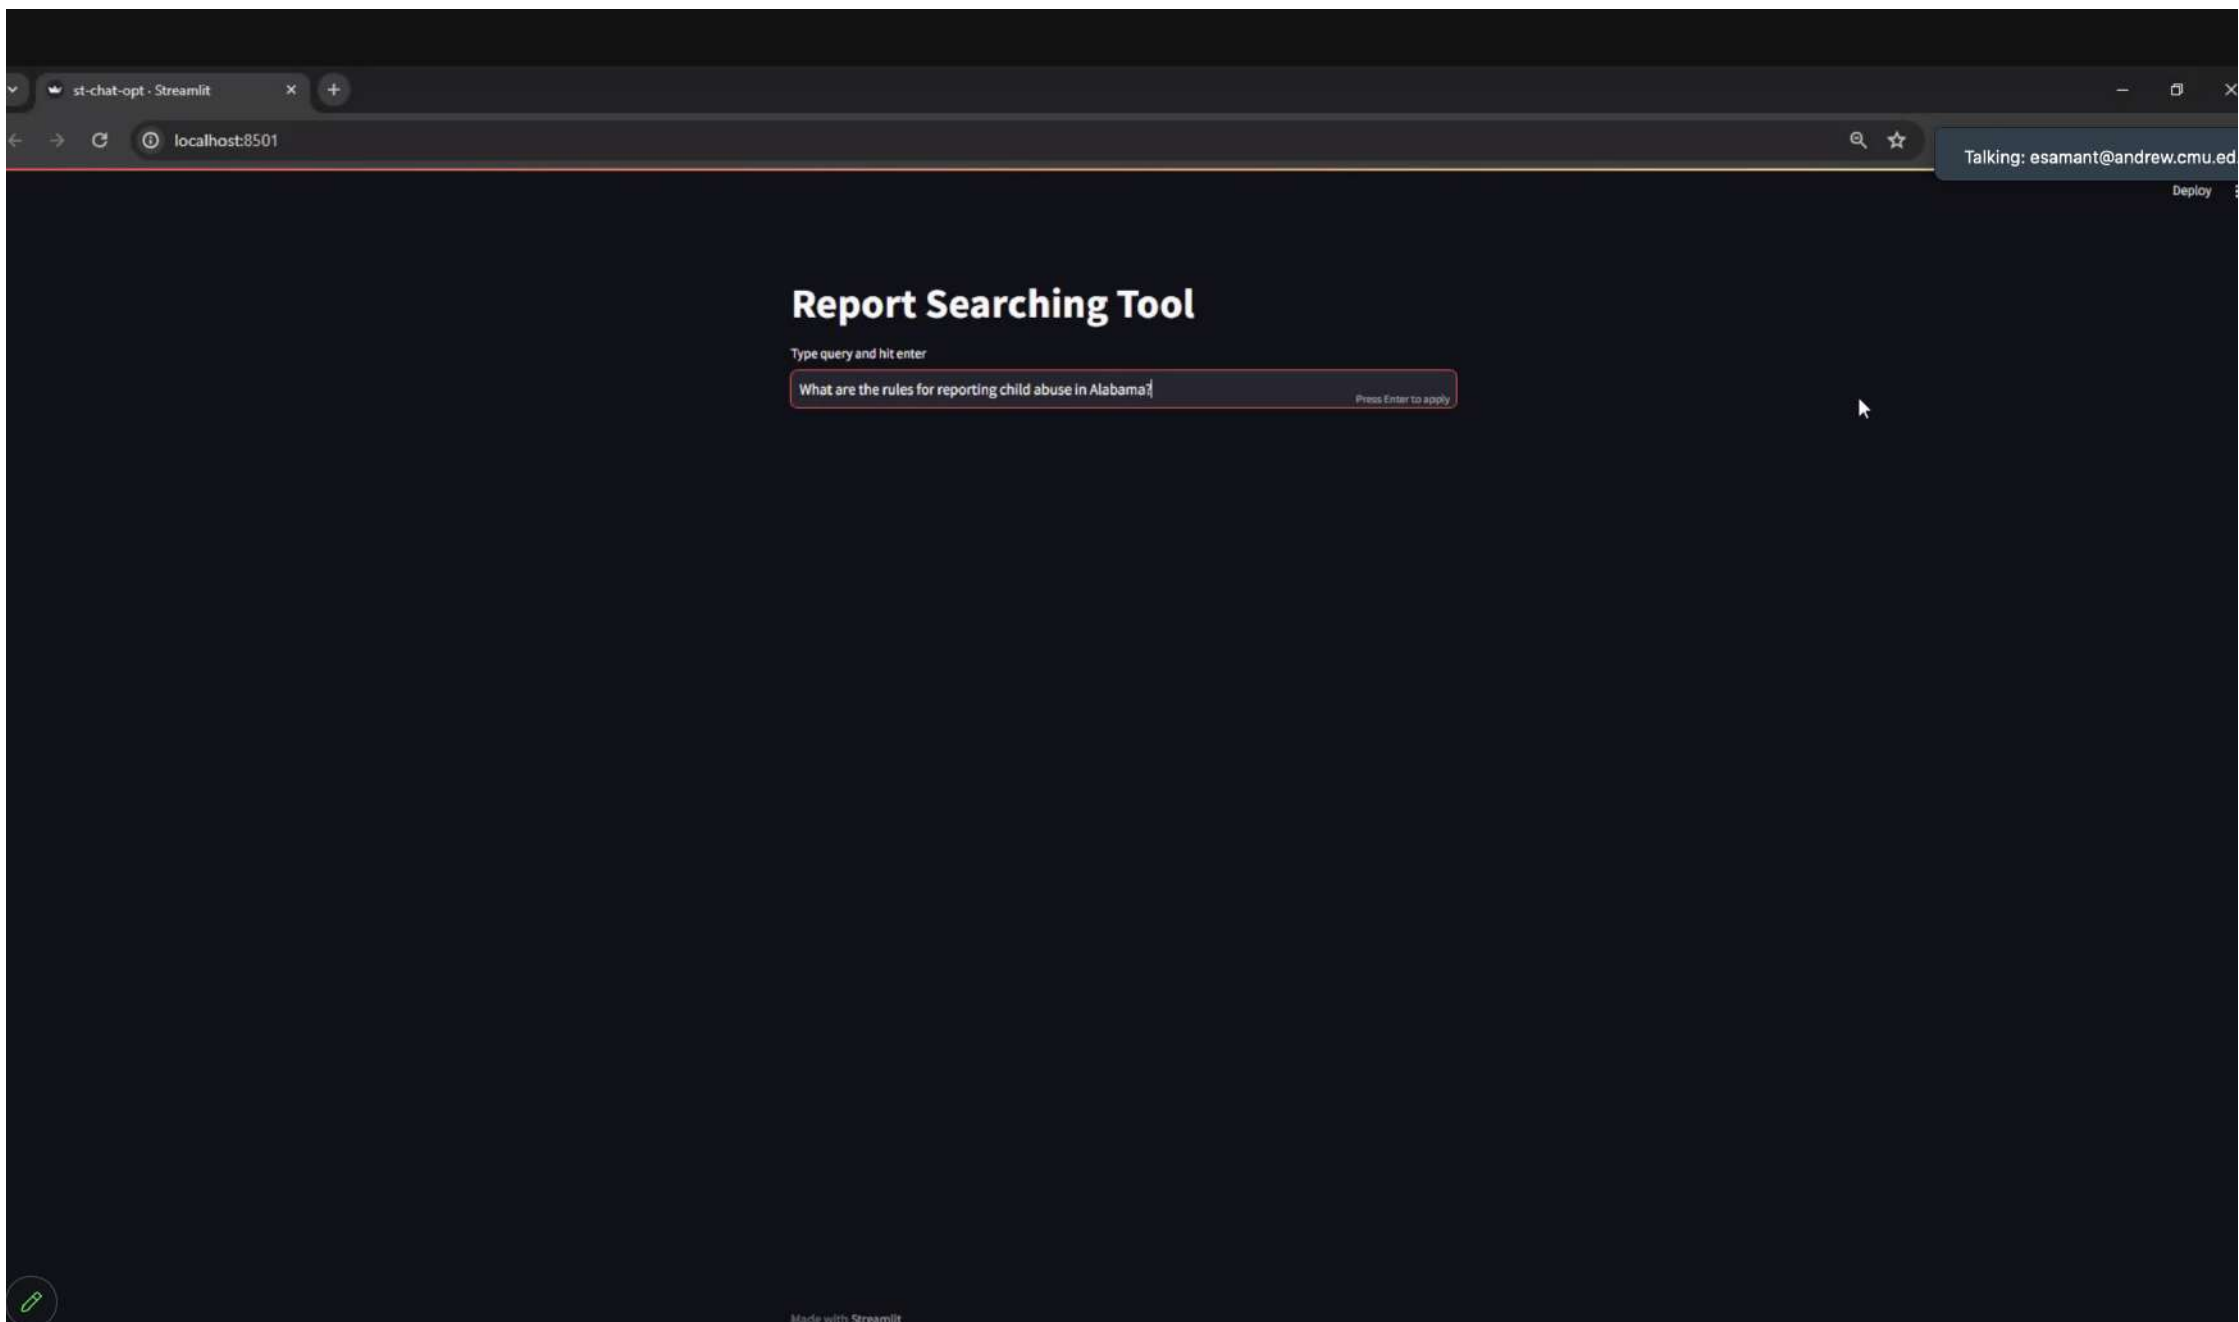 st-chat-opt · Streamlit
localhost:8501
Talking: esamant@andrew.cmu.ed
Deploy
Report Searching Tool
Type query and hit enter
What are the rules for reporting child abuse in Alabama?
Press Enter to apply
Made with Streamlit